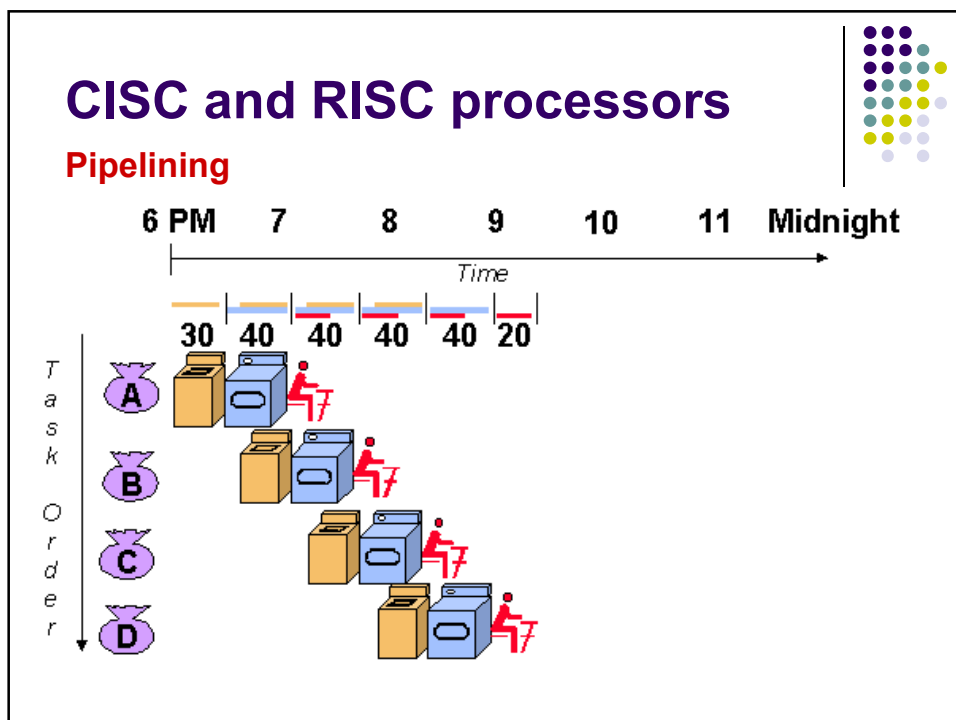 CISC and RISC processors
Pipelining
6 PM 7 8 9 10 11 Midnight
Time
30 40 40 40 40 20
Task Order
A
B
C
D